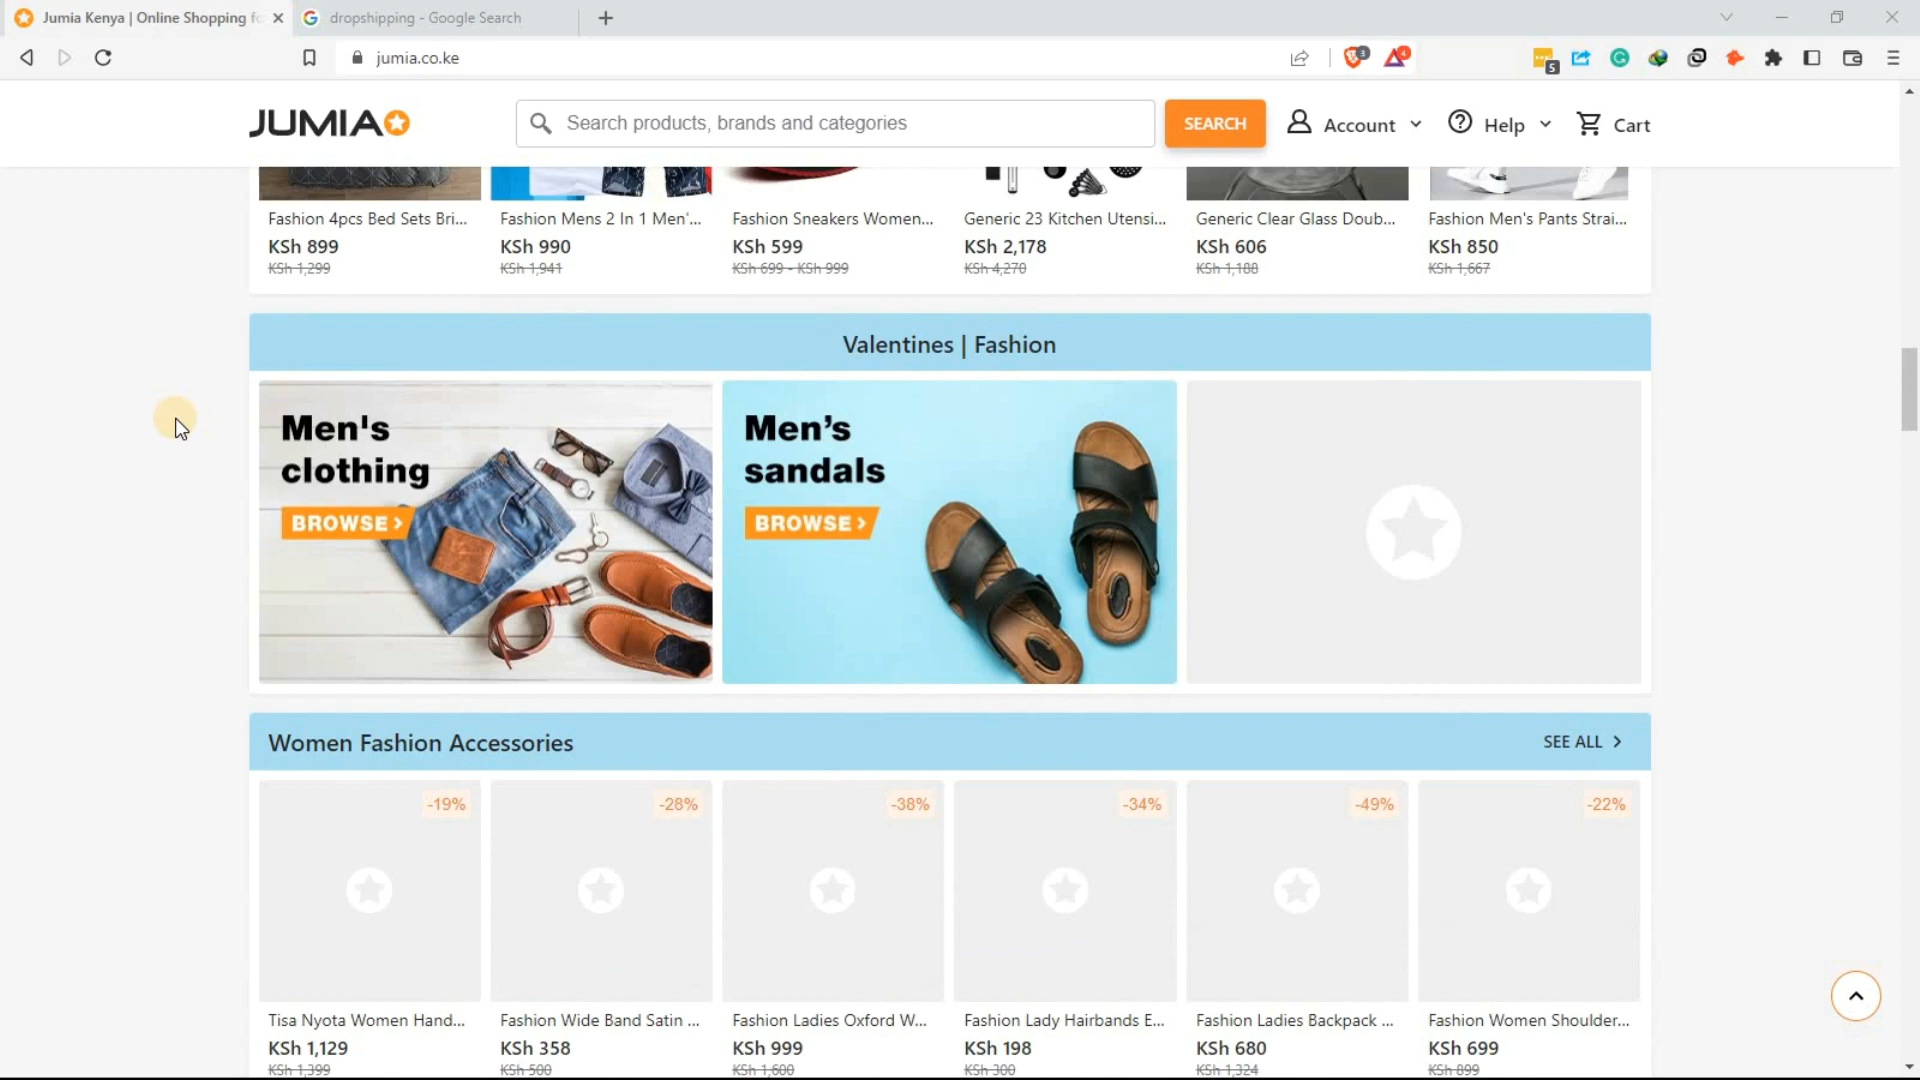 Jumia Kenya | Online Shopping fo
dropshipping - Google Search
jumia.co.ke
3
4
5
JUMIA
Search products, brands and categories
SEARCH
Account
Help
Cart
Fashion 4pcs Bed Sets Bri...
Fashion Mens 2 In 1 Men'...
Fashion Sneakers Women...
Generic 23 Kitchen Utensi...
Generic Clear Glass Doub...
Fashion Men's Pants Strai...
KSh 899
KSh 990
KSh 599
KSh 2,178
KSh 606
KSh 850
KSh 1,299
KSh 1,941
KSh 699 - KSh 999
KSh 4,270
KSh 1,188
KSh 1,667
Valentines | Fashion
Men's
clothing
BROWSE >
Men’s
sandals
BROWSE >
Women Fashion Accessories
SEE ALL >
-19%
-28%
-38%
-34%
-49%
-22%
Tisa Nyota Women Hand...
Fashion Wide Band Satin ...
Fashion Ladies Oxford W...
Fashion Lady Hairbands E...
Fashion Ladies Backpack ...
Fashion Women Shoulder...
KSh 1,129
KSh 358
KSh 999
KSh 198
KSh 680
KSh 699
KSh 1,399
KSh 500
KSh 1,600
KSh 300
KSh 1,324
KSh 899